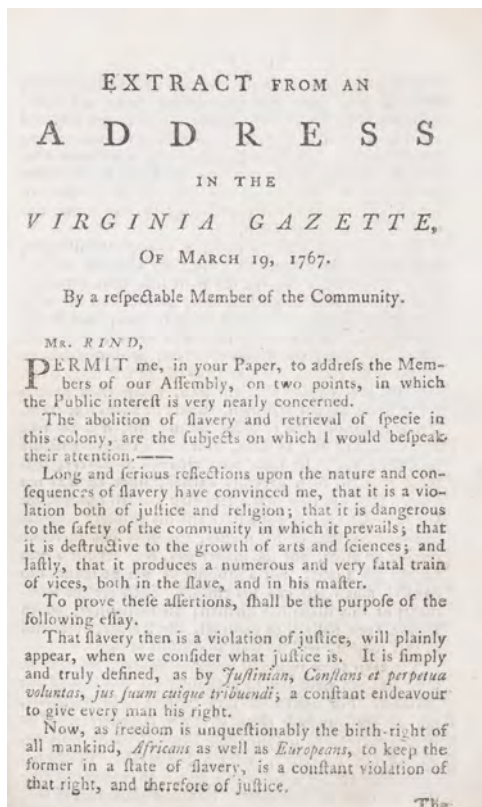 EXTRACT FROM AN
ADDRESS
IN THE
VIRGINIA GAZETTE,
OF MARCH 19, 1767.
By a reſpectable Member of the Community.
MR. RIND,
PERMIT me, in your Paper, to addreſs the Mem-
bers of our Aſſembly, on two points, in which
the Public intereſt is very nearly concerned.
The abolition of ſlavery and retrieval of ſpecie in
this colony, are the ſubjects on which I would beſpeak
their attention.——
Long and ſerious reflections upon the nature and con-
ſequences of ſlavery have convinced me, that it is a vio-
lation both of juſtice and religion; that it is dangerous
to the ſafety of the community in which it prevails; that
it is deſtructive to the growth of arts and ſciences; and
laſtly, that it produces a numerous and very fatal train
of vices, both in the ſlave, and in his maſter.
To prove theſe aſſertions, ſhall be the purpoſe of the
following eſſay.
That ſlavery then is a violation of juſtice, will plainly
appear, when we conſider what juſtice is. It is ſimply
and truly defined, as by Juſtinian, Conſtans et perpetua
voluntas, jus ſuum cuique tribuendi; a conſtant endeavour
to give every man his right.
Now, as freedom is unqueſtionably the birth-right of
all mankind, Africans as well as Europeans, to keep the
former in a ſtate of ſlavery, is a conſtant violation of
that right, and therefore of juſtice.
The